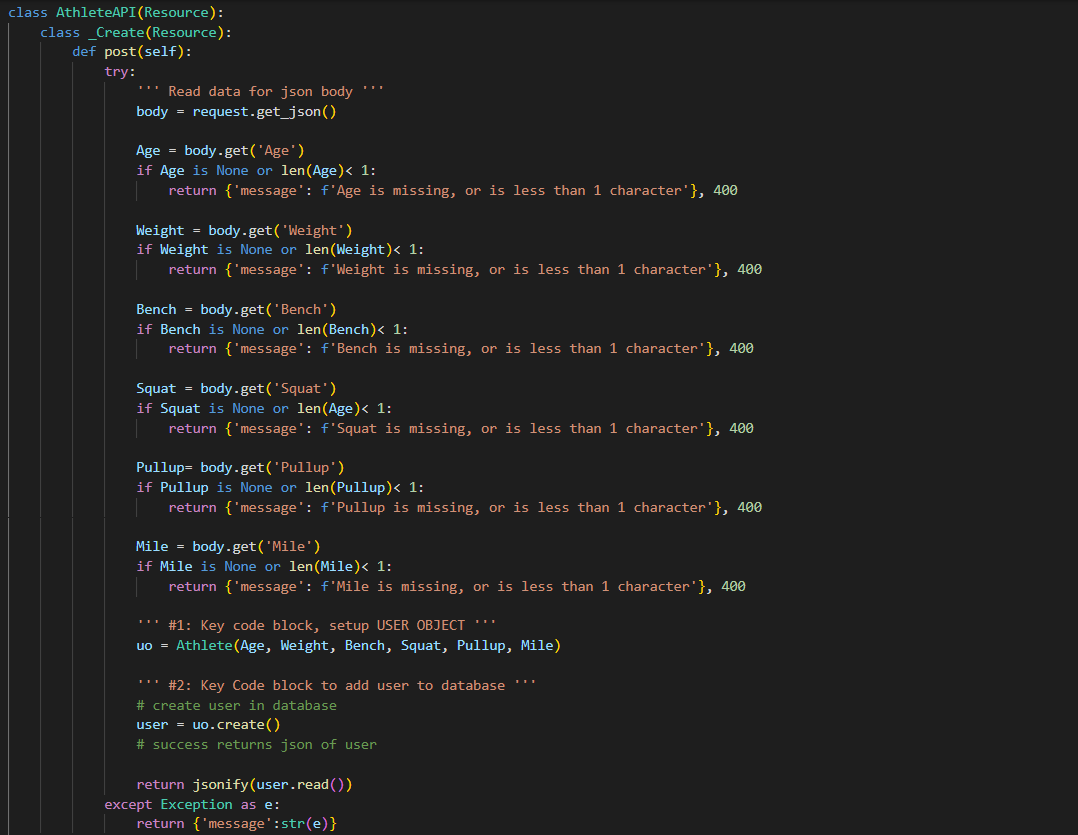 class AthleteAPI(Resource):
    class _Create(Resource):
        def post(self):
            try:
                ''' Read data for json body '''
                body = request.get_json()

                Age = body.get('Age')
                if Age is None or len(Age)< 1:
                    return {'message': f'Age is missing, or is less than 1 character'}, 400

                Weight = body.get('Weight')
                if Weight is None or len(Weight)< 1:
                    return {'message': f'Weight is missing, or is less than 1 character'}, 400

                Bench = body.get('Bench')
                if Bench is None or len(Bench)< 1:
                    return {'message': f'Bench is missing, or is less than 1 character'}, 400

                Squat = body.get('Squat')
                if Squat is None or len(Age)< 1:
                    return {'message': f'Squat is missing, or is less than 1 character'}, 400

                Pullup= body.get('Pullup')
                if Pullup is None or len(Pullup)< 1:
                    return {'message': f'Pullup is missing, or is less than 1 character'}, 400

                Mile = body.get('Mile')
                if Mile is None or len(Mile)< 1:
                    return {'message': f'Mile is missing, or is less than 1 character'}, 400

                ''' #1: Key code block, setup USER OBJECT '''
                uo = Athlete(Age, Weight, Bench, Squat, Pullup, Mile)

                ''' #2: Key Code block to add user to database '''
                # create user in database
                user = uo.create()
                # success returns json of user

                return jsonify(user.read())
            except Exception as e:
                return {'message':str(e)}